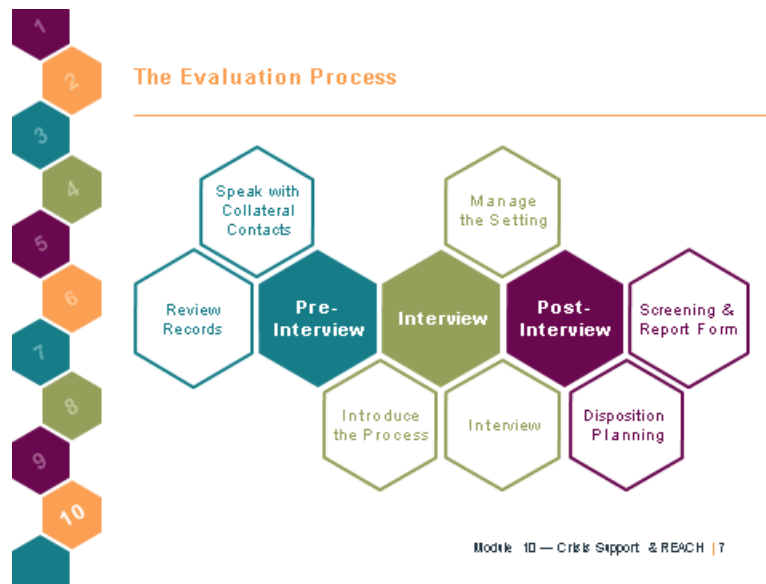 1
2
3
4
5
6
7
8
9
10
The Evaluation Process
Speak with
Collateral
Contacts
Manage
the Setting
Review
Records
Pre-
Interview
Interview
Post-
Interview
Screening &
Report Form
Introduce
the Process
Interview
Disposition
Planning
Module 10 — Crisis Support & REACH | 7